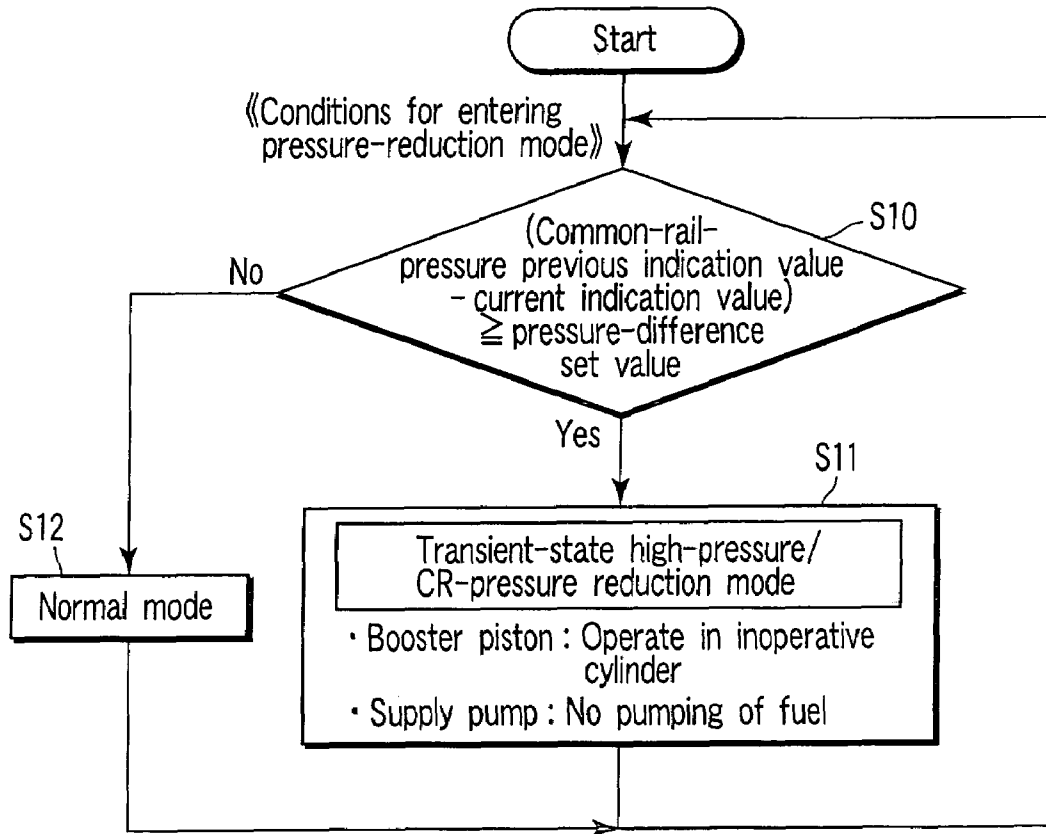 Start
《Conditions for entering
pressure-reduction mode》
S10
(Common-rail-
pressure previous indication value
- current indication value)
≧ pressure-difference
set value
No
Yes
S11
S12
Transient-state high-pressure/
CR-pressure reduction mode
Normal mode
・Booster piston : Operate in inoperative
cylinder
・Supply pump : No pumping of fuel